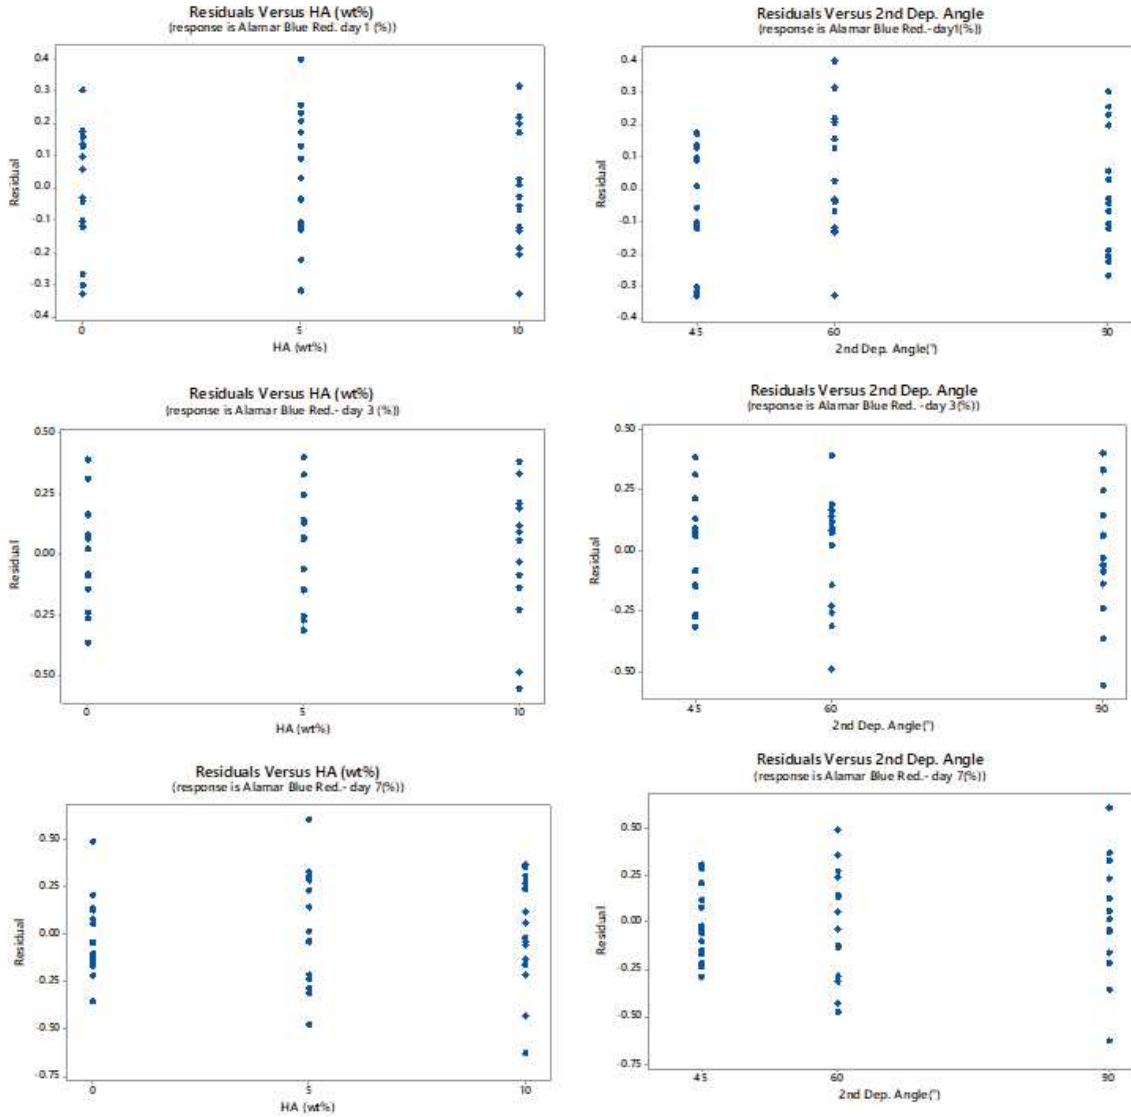 Residuals Versus HA (wt%)
(response is Alamar Blue Red. day 1 (%))
0.4
0.3
0.2
0.1
0.0
-0.1
-0.2
-0.3
-0.4
Residual
0 5 10
HA (wt%)
Residuals Versus 2nd Dep. Angle
(response is Alamar Blue Red.-day1(%))
0.4
0.3
0.2
0.1
0.0
-0.1
-0.2
-0.3
-0.4
Residual
45 60 90
2nd Dep. Angle(°)
Residuals Versus HA (wt%)
(response is Alamar Blue Red.- day 3 (%))
0.50
0.25
0.00
-0.25
-0.50
Residual
0 5 10
HA (wt%)
Residuals Versus 2nd Dep. Angle
(response is Alamar Blue Red. -day 3(%))
0.50
0.25
0.00
-0.25
-0.50
Residual
45 60 90
2nd Dep. Angle(°)
Residuals Versus HA (wt%)
(response is Alamar Blue Red.- day 7(%))
0.50
0.25
0.00
-0.25
-0.50
-0.75
Residual
0 5 10
HA (wt%)
Residuals Versus 2nd Dep. Angle
(response is Alamar Blue Red.- day 7(%))
0.50
0.25
0.00
-0.25
-0.50
-0.75
Residual
45 60 90
2nd Dep. Angle(°)